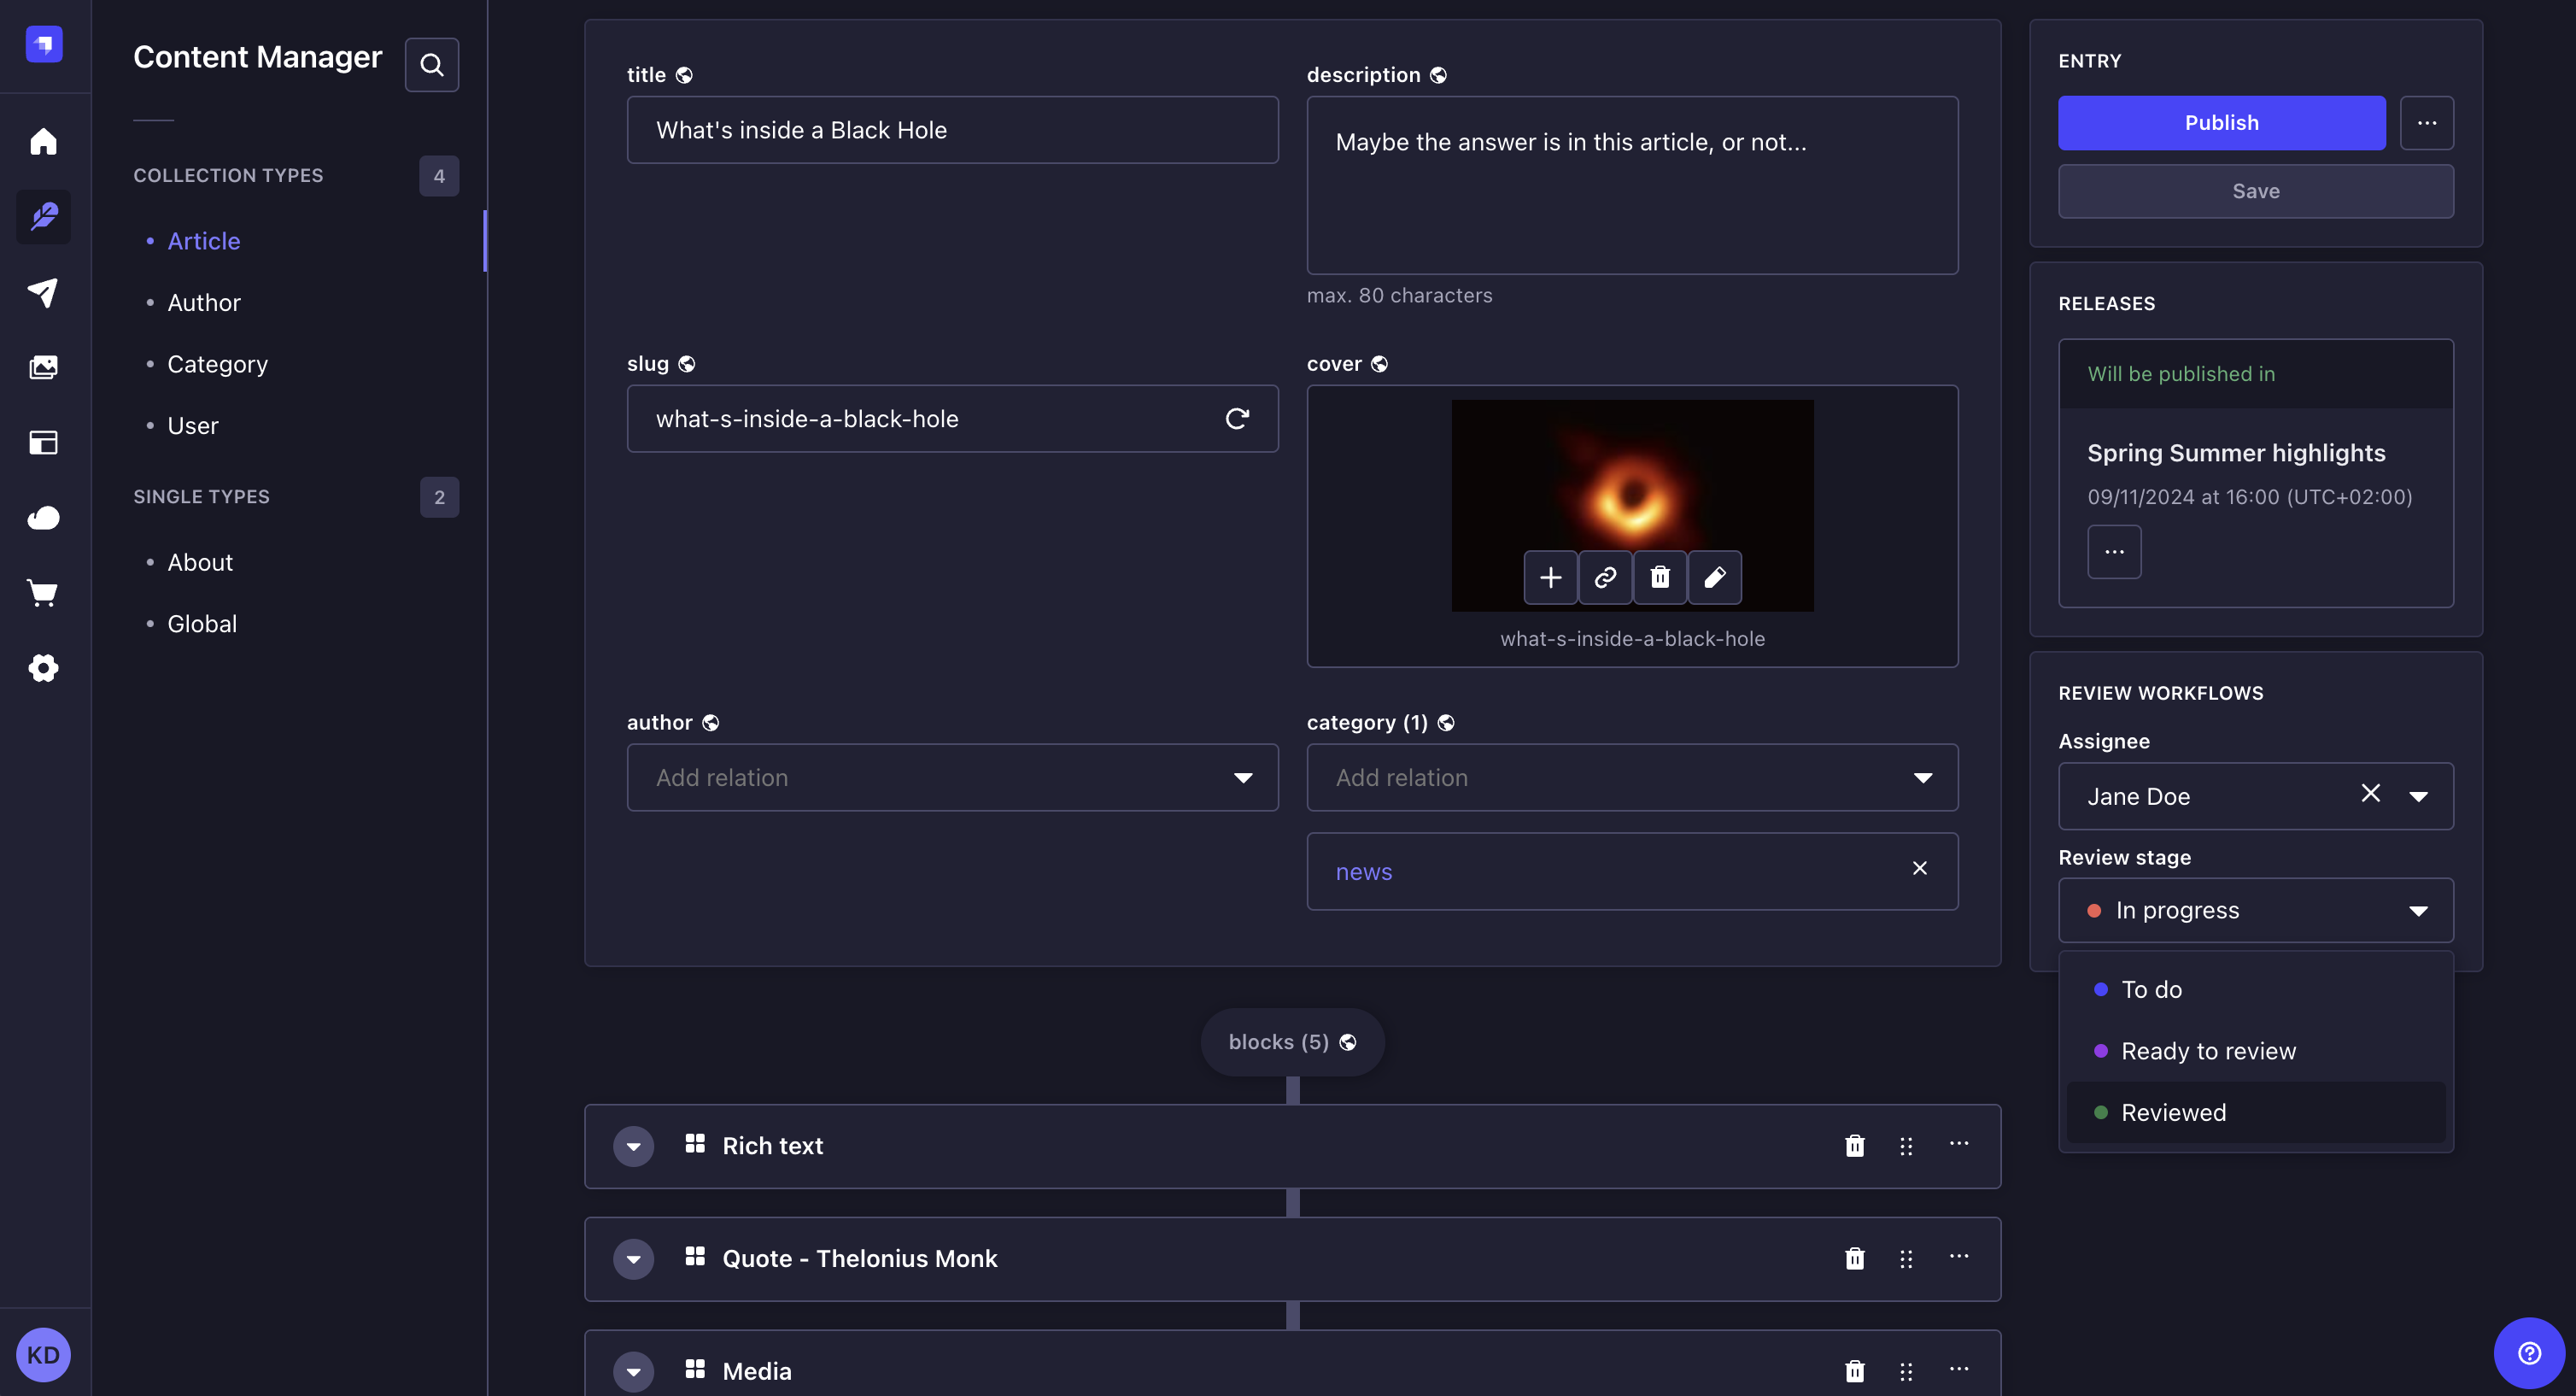 Content Manager
COLLECTION TYPES
4
Article
Author
Category
User
SINGLE TYPES
2
About
Global
KD
title
What's inside a Black Hole
description
Maybe the answer is in this article, or not...
max. 80 characters
slug
what-s-inside-a-black-hole
cover
what-s-inside-a-black-hole
author
Add relation
category (1)
Add relation
news
blocks (5)
Rich text
Quote - Thelonius Monk
Media
ENTRY
Publish
Save
RELEASES
Will be published in
Spring Summer highlights
09/11/2024 at 16:00 (UTC+02:00)
REVIEW WORKFLOWS
Assignee
Jane Doe
Review stage
In progress
To do
Ready to review
Reviewed